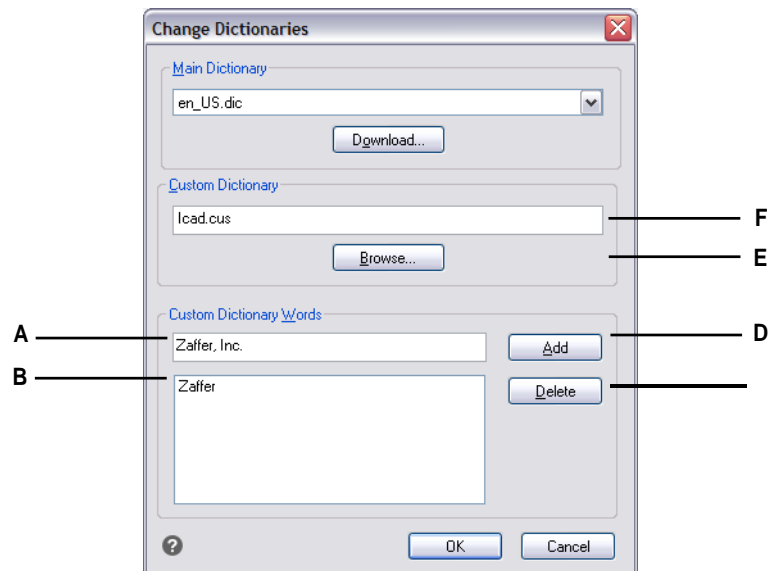 Change Dictionaries
Main Dictionary
en_US.dic
Download...
Custom Dictionary
Icad.cus
F
Browse...
E
Custom Dictionary Words
A
Zaffer, Inc.
Add
D
B
Zaffer
Delete
?
OK
Cancel